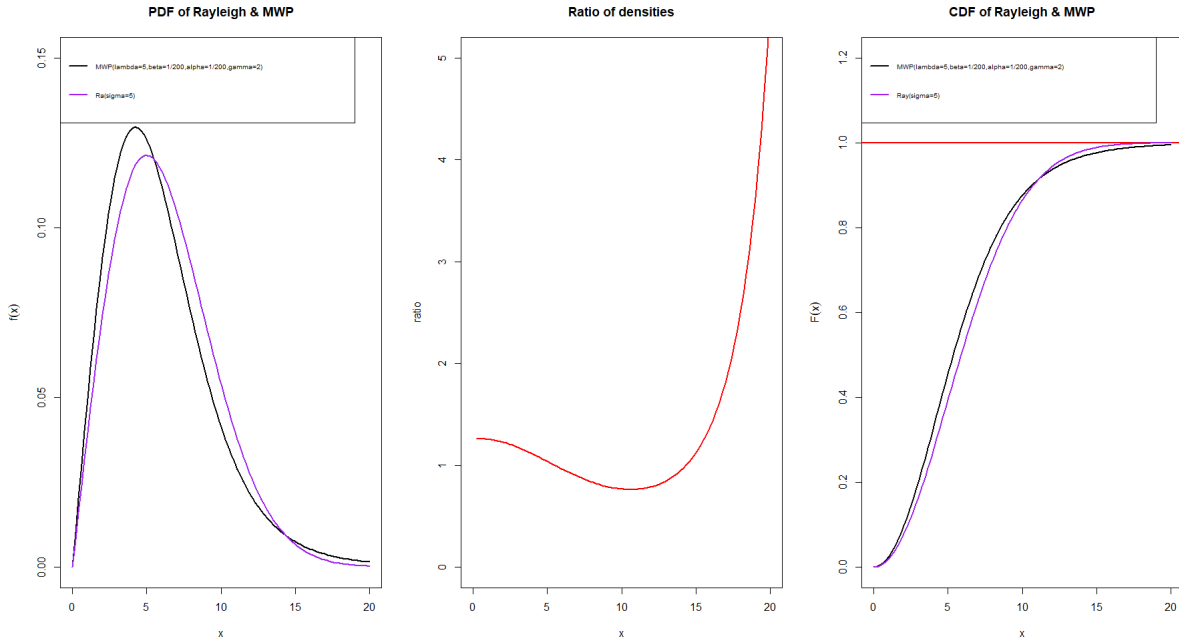 PDF of Rayleigh & MWP
MWP(lambda=5,beta=1/200,alpha=1/200,gamma=2)
Ra(sigma=5)
f(x)
0.15
0.10
0.05
0.00
0 5 10 15 20
x
Ratio of densities
ratio
5
4
3
2
1
0
0 5 10 15 20
x
CDF of Rayleigh & MWP
MWP(lambda=5,beta=1/200,alpha=1/200,gamma=2)
Ray(sigma=5)
F(x)
1.2
1.0
0.8
0.6
0.4
0.2
0.0
0 5 10 15 20
x